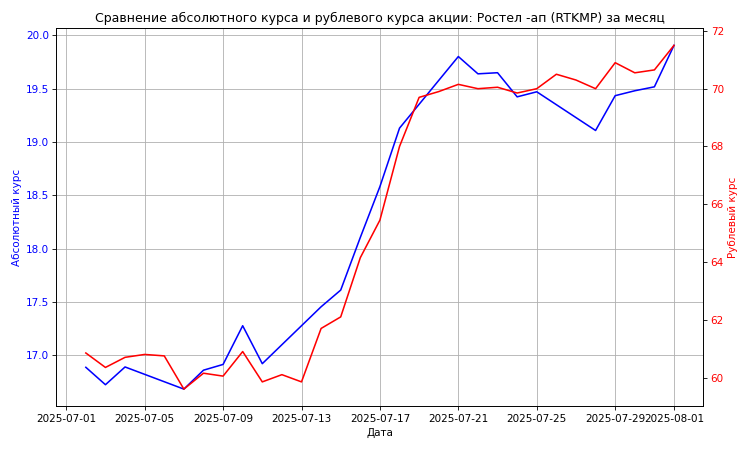 Сравнение абсолютного курса и рублевого курса акции: Ростел -ап (RTKMP) за месяц
20.0
19.5
19.0
18.5
18.0
17.5
17.0
Абсолютный курс
72
70
68
66
64
62
60
Рублевый курс
2025-07-01 2025-07-05 2025-07-09 2025-07-13 2025-07-17 2025-07-21 2025-07-25 2025-07-29 2025-08-01
Дата